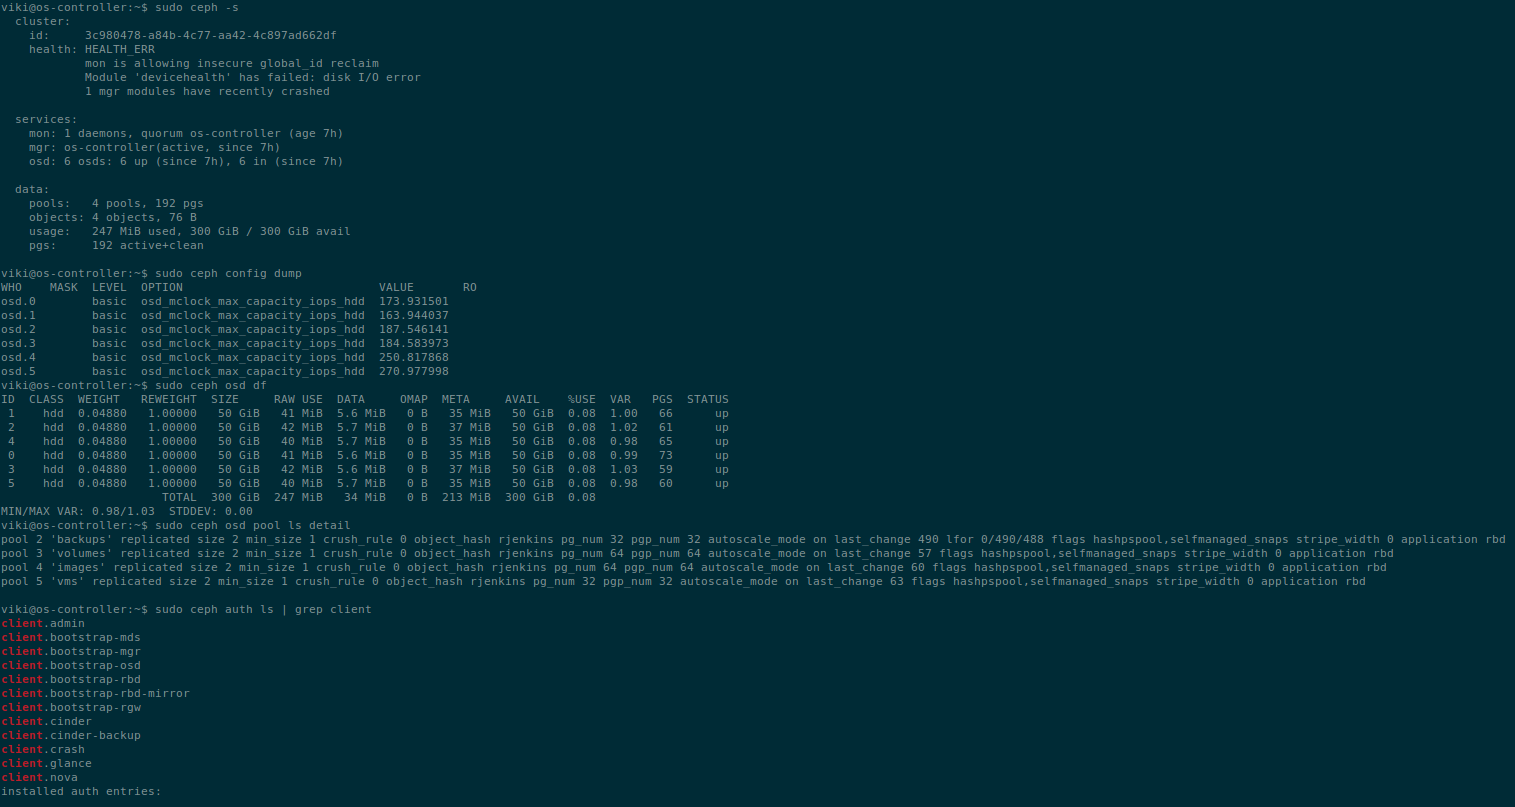 viki@os-controller:~$ sudo ceph -s
  cluster:
    id:     3c980478-a84b-4c77-aa42-4c897ad662df
    health: HEALTH_ERR
            mon is allowing insecure global_id reclaim
            Module 'devicehealth' has failed: disk I/O error
            1 mgr modules have recently crashed

  services:
    mon: 1 daemons, quorum os-controller (age 7h)
    mgr: os-controller(active, since 7h)
    osd: 6 osds: 6 up (since 7h), 6 in (since 7h)

  data:
    pools:   4 pools, 192 pgs
    objects: 4 objects, 76 B
    usage:   247 MiB used, 300 GiB / 300 GiB avail
    pgs:     192 active+clean

viki@os-controller:~$ sudo ceph config dump
WHO    MASK  LEVEL  OPTION                            VALUE       RO
osd.0        basic  osd_mclock_max_capacity_iops_hdd  173.931501
osd.1        basic  osd_mclock_max_capacity_iops_hdd  163.944037
osd.2        basic  osd_mclock_max_capacity_iops_hdd  187.546141
osd.3        basic  osd_mclock_max_capacity_iops_hdd  184.583973
osd.4        basic  osd_mclock_max_capacity_iops_hdd  250.817868
osd.5        basic  osd_mclock_max_capacity_iops_hdd  270.977998
viki@os-controller:~$ sudo ceph osd df
ID  CLASS  WEIGHT   REWEIGHT  SIZE     RAW USE  DATA     OMAP  META     AVAIL    %USE  VAR   PGS  STATUS
 1    hdd  0.04880   1.00000   50 GiB   41 MiB  5.6 MiB   0 B   35 MiB   50 GiB  0.08  1.00   66      up
 2    hdd  0.04880   1.00000   50 GiB   42 MiB  5.7 MiB   0 B   37 MiB   50 GiB  0.08  1.02   61      up
 4    hdd  0.04880   1.00000   50 GiB   40 MiB  5.7 MiB   0 B   35 MiB   50 GiB  0.08  0.98   65      up
 0    hdd  0.04880   1.00000   50 GiB   41 MiB  5.6 MiB   0 B   35 MiB   50 GiB  0.08  0.99   73      up
 3    hdd  0.04880   1.00000   50 GiB   42 MiB  5.6 MiB   0 B   37 MiB   50 GiB  0.08  1.03   59      up
 5    hdd  0.04880   1.00000   50 GiB   40 MiB  5.7 MiB   0 B   35 MiB   50 GiB  0.08  0.98   60      up
                       TOTAL  300 GiB  247 MiB   34 MiB   0 B  213 MiB  300 GiB  0.08
MIN/MAX VAR: 0.98/1.03  STDDEV: 0.00
viki@os-controller:~$ sudo ceph osd pool ls detail
pool 2 'backups' replicated size 2 min_size 1 crush_rule 0 object_hash rjenkins pg_num 32 pgp_num 32 autoscale_mode on last_change 490 lfor 0/490/488 flags hashpspool,selfmanaged_snaps stripe_width 0 application rbd
pool 3 'volumes' replicated size 2 min_size 1 crush_rule 0 object_hash rjenkins pg_num 64 pgp_num 64 autoscale_mode on last_change 57 flags hashpspool,selfmanaged_snaps stripe_width 0 application rbd
pool 4 'images' replicated size 2 min_size 1 crush_rule 0 object_hash rjenkins pg_num 64 pgp_num 64 autoscale_mode on last_change 60 flags hashpspool,selfmanaged_snaps stripe_width 0 application rbd
pool 5 'vms' replicated size 2 min_size 1 crush_rule 0 object_hash rjenkins pg_num 32 pgp_num 32 autoscale_mode on last_change 63 flags hashpspool,selfmanaged_snaps stripe_width 0 application rbd

viki@os-controller:~$ sudo ceph auth ls | grep client
client.admin
client.bootstrap-mds
client.bootstrap-mgr
client.bootstrap-osd
client.bootstrap-rbd
client.bootstrap-rbd-mirror
client.bootstrap-rgw
client.cinder
client.cinder-backup
client.crash
client.glance
client.nova
installed auth entries: